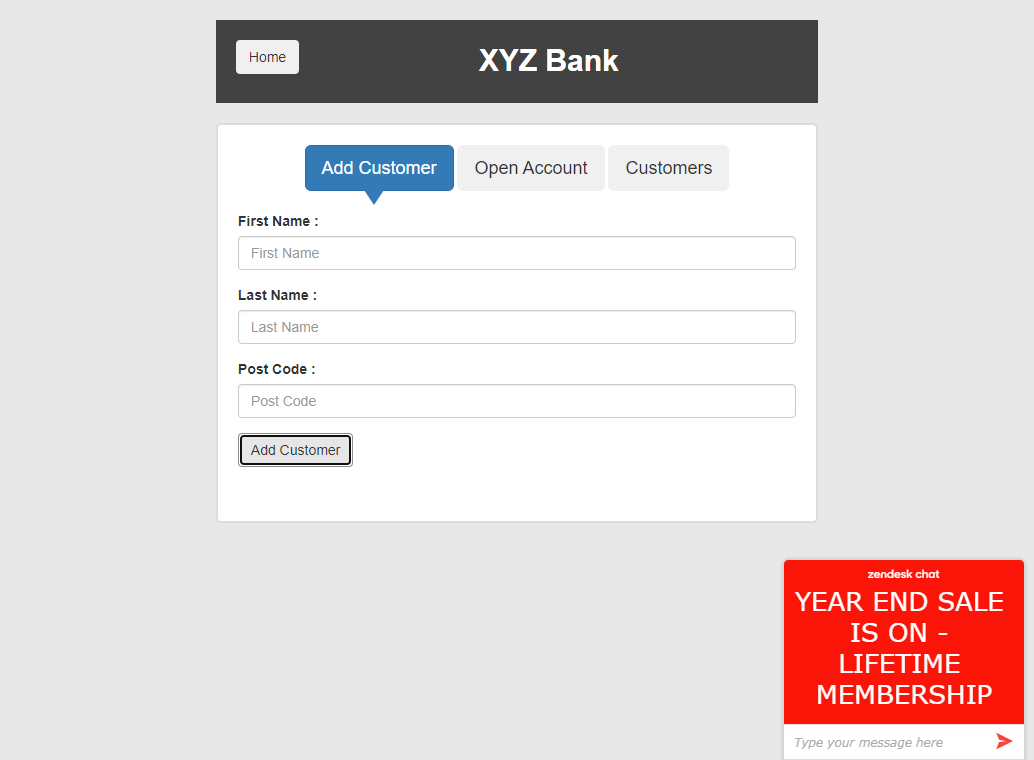 Home
XYZ Bank
Add Customer
Open Account
Customers
First Name :
First Name
Last Name :
Last Name
Post Code :
Post Code
Add Customer
zendesk chat
YEAR END SALE
IS ON -
LIFETIME
MEMBERSHIP
Type your message here